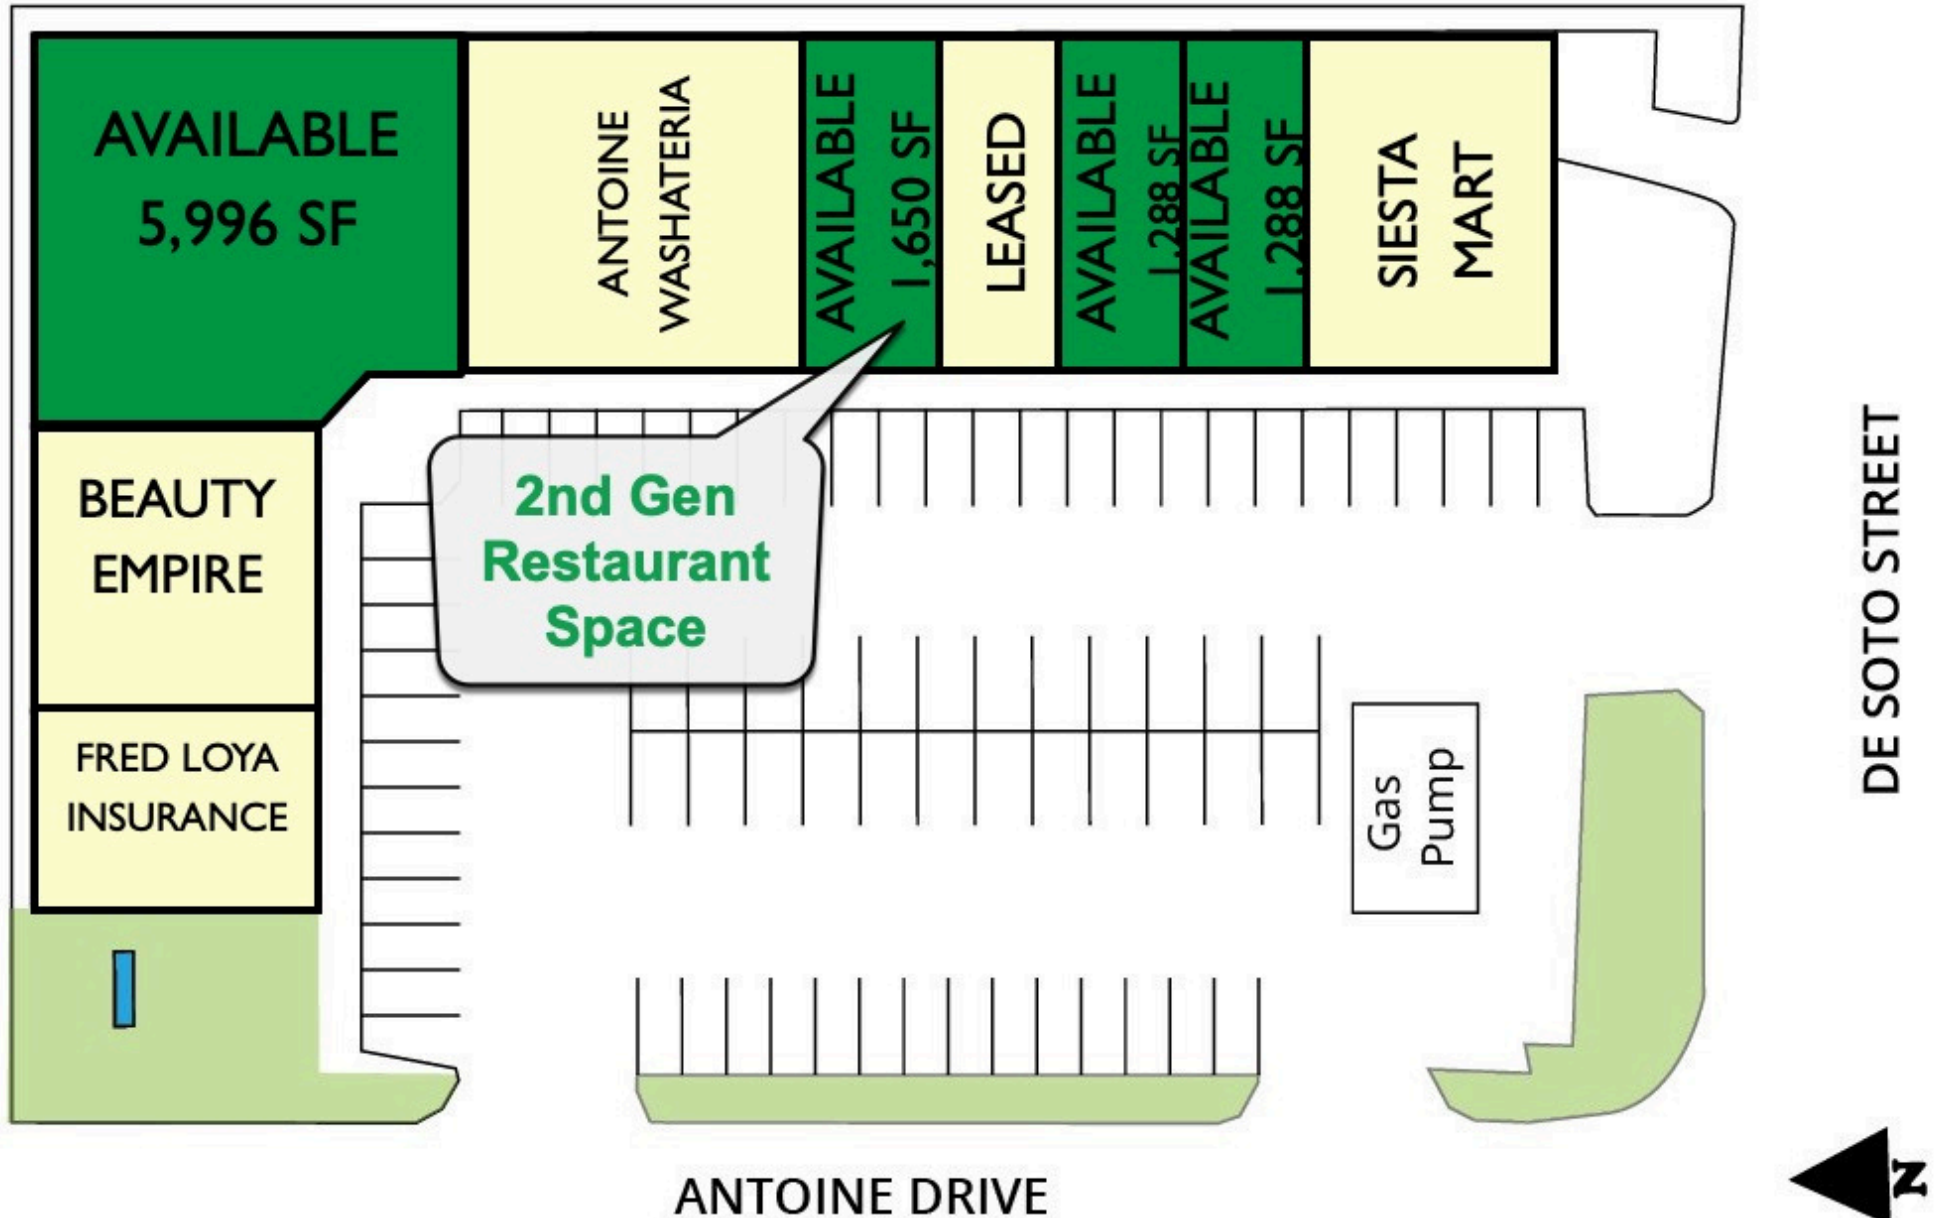 AVAILABLE
5,996 SF
ANTOINE
WASHATERIA
AVAILABLE
1,650 SF
LEASED
AVAILABLE
1,288 SF
AVAILABLE
1,288 SF
SIESTA
MART
2nd Gen
Restaurant
Space
BEAUTY
EMPIRE
FRED LOYA
INSURANCE
Gas
Pump
DE SOTO STREET
ANTOINE DRIVE
N